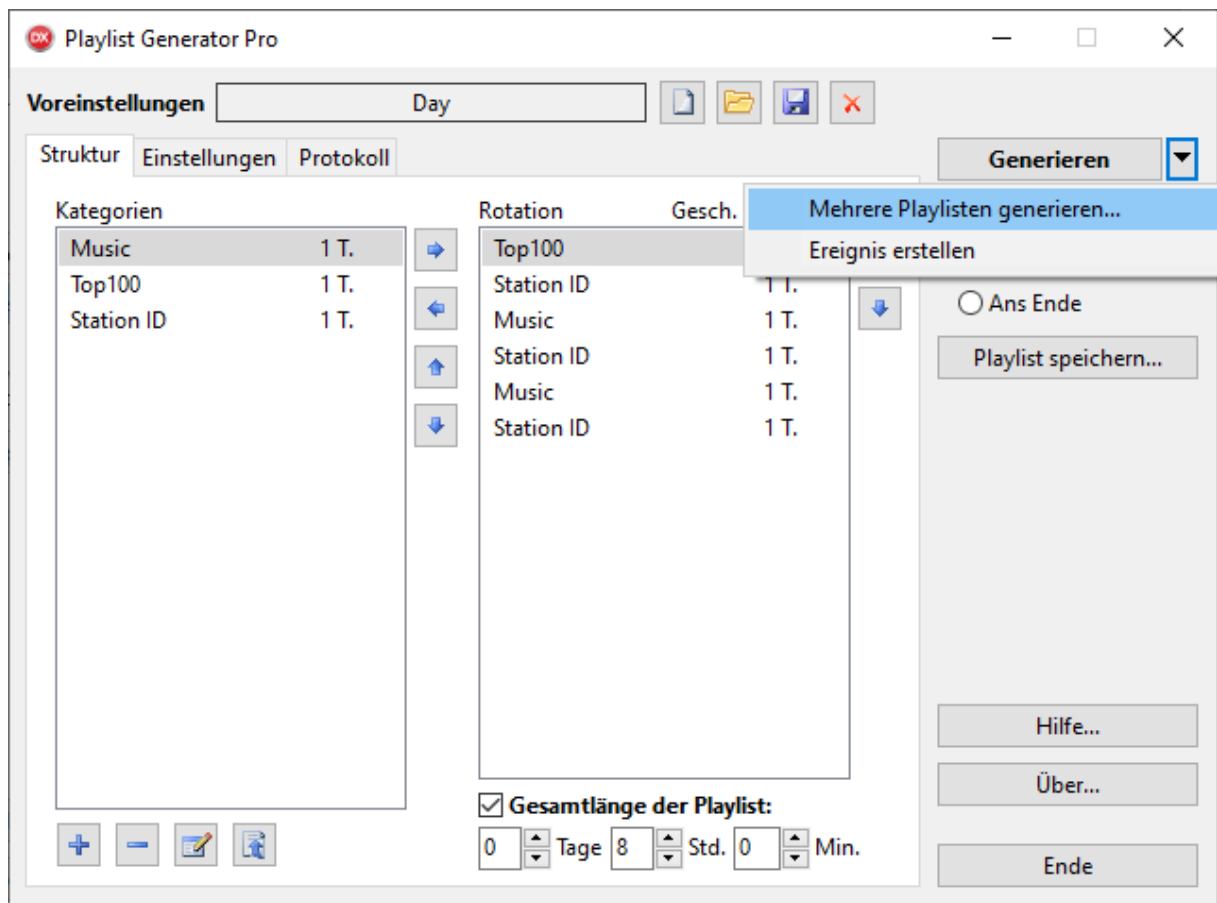 Playlist Generator Pro
Voreinstellungen Day
Struktur Einstellungen Protokoll
Generieren
Mehrere Playlisten generieren...
Ereignis erstellen
Kategorien
Music 1 T.
Top100 1 T.
Station ID 1 T.
Rotation Gesch.
Top100
Station ID 1 T.
Music 1 T.
Station ID 1 T.
Music 1 T.
Station ID 1 T.
Ans Ende
Playlist speichern...
Gesamtlänge der Playlist:
0 Tage 8 Std. 0 Min.
Hilfe...
Über...
Ende